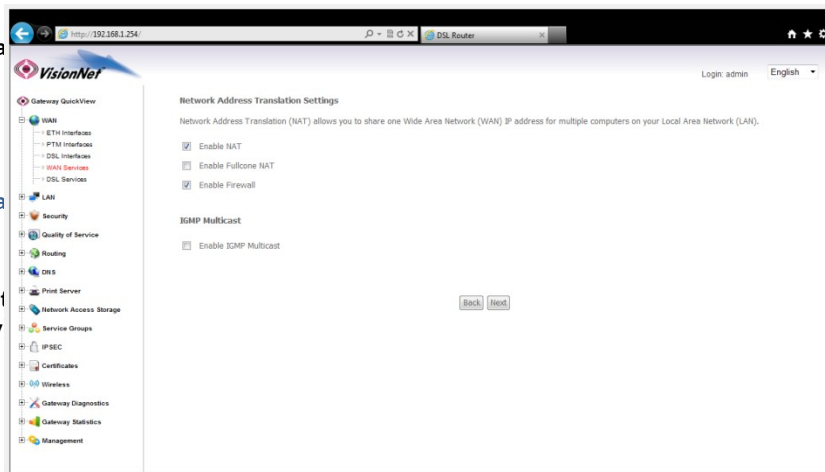 http://192.168.1.254/
DSL Router
VisionNet
Login: admin
English
Gateway QuickView
WAN
ETH Interfaces
PTM Interfaces
DSL Interfaces
WAN Services
DSL Services
LAN
Security
Quality of Service
Routing
DNS
Print Server
Network Access Storage
Service Groups
IPSEC
Certificates
Wireless
Gateway Diagnostics
Gateway Statistics
Management
Network Address Translation Settings
Network Address Translation (NAT) allows you to share one Wide Area Network (WAN) IP address for multiple computers on your Local Area Network (LAN).
Enable NAT
Enable Fullcone NAT
Enable Firewall
IGMP Multicast
Enable IGMP Multicast
Back Next